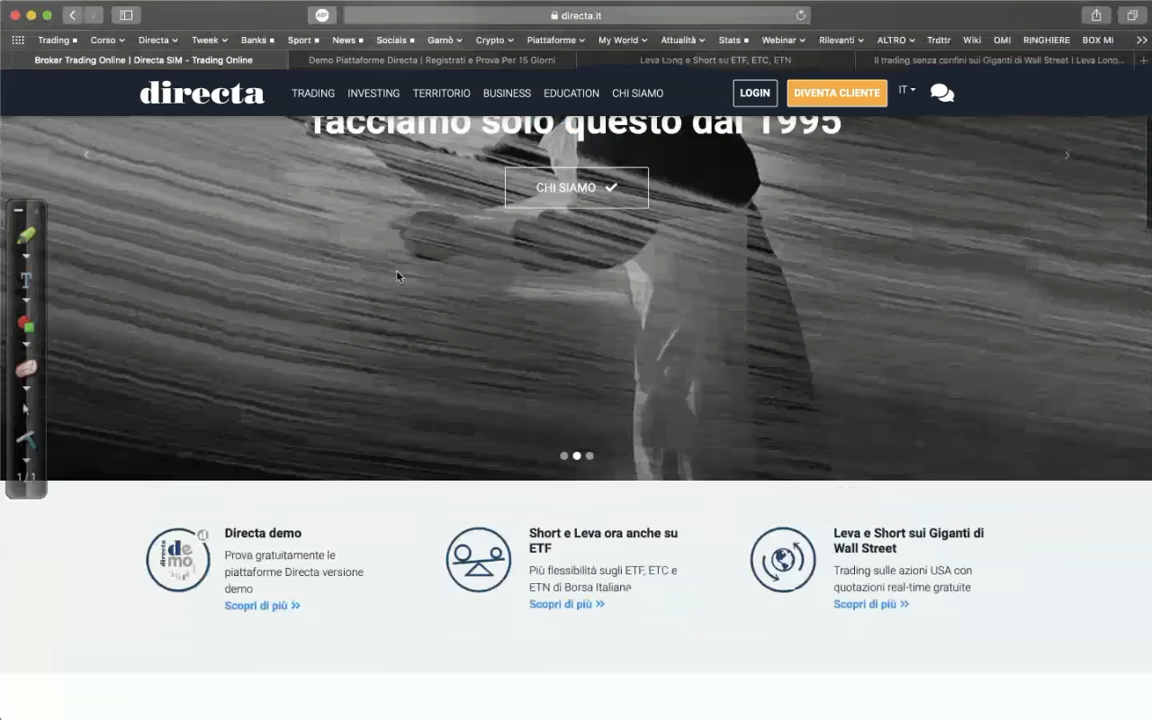 ABP
directa.it
Trading Corso Directa Tweek Banks Sport News Socials Garnò Crypto Piattaforme My World Attualità Stats Webinar Rilevanti ALTRO Trdttr Wiki OMI RINGHIERE BOX MI
Broker Trading Online | Directa SIM - Trading Online
Demo Piattaforme Directa | Registrati e Prova Per 15 Giorni
Leva Long e Short su ETF, ETC, ETN
Il trading senza confini sui Giganti di Wall Street | Leva Long...
directa
TRADING INVESTING TERRITORIO BUSINESS EDUCATION CHI SIAMO
LOGIN
DIVENTA CLIENTE
IT
facciamo solo questo dal 1995
CHI SIAMO
T
1/1
directa
de
mo
Directa demo
Prova gratuitamente le
piattaforme Directa versione
demo
Scopri di più »
Short e Leva ora anche su
ETF
Più flessibilità sugli ETF, ETC e
ETN di Borsa Italiana
Scopri di più »
Leva e Short sui Giganti di
Wall Street
Trading sulle azioni USA con
quotazioni real-time gratuite
Scopri di più »